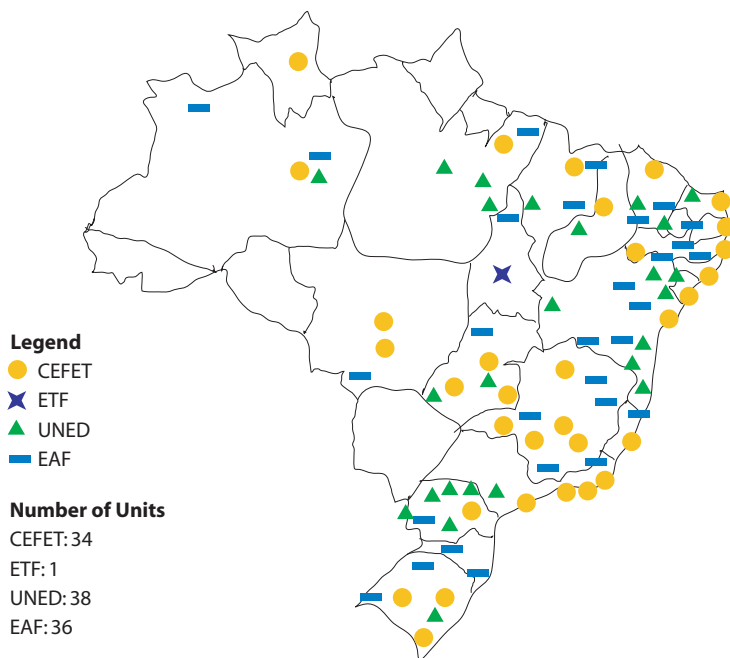 Legend
CEFET
ETF
UNED
EAF
Number of Units
CEFET: 34
ETF: 1
UNED: 38
EAF: 36